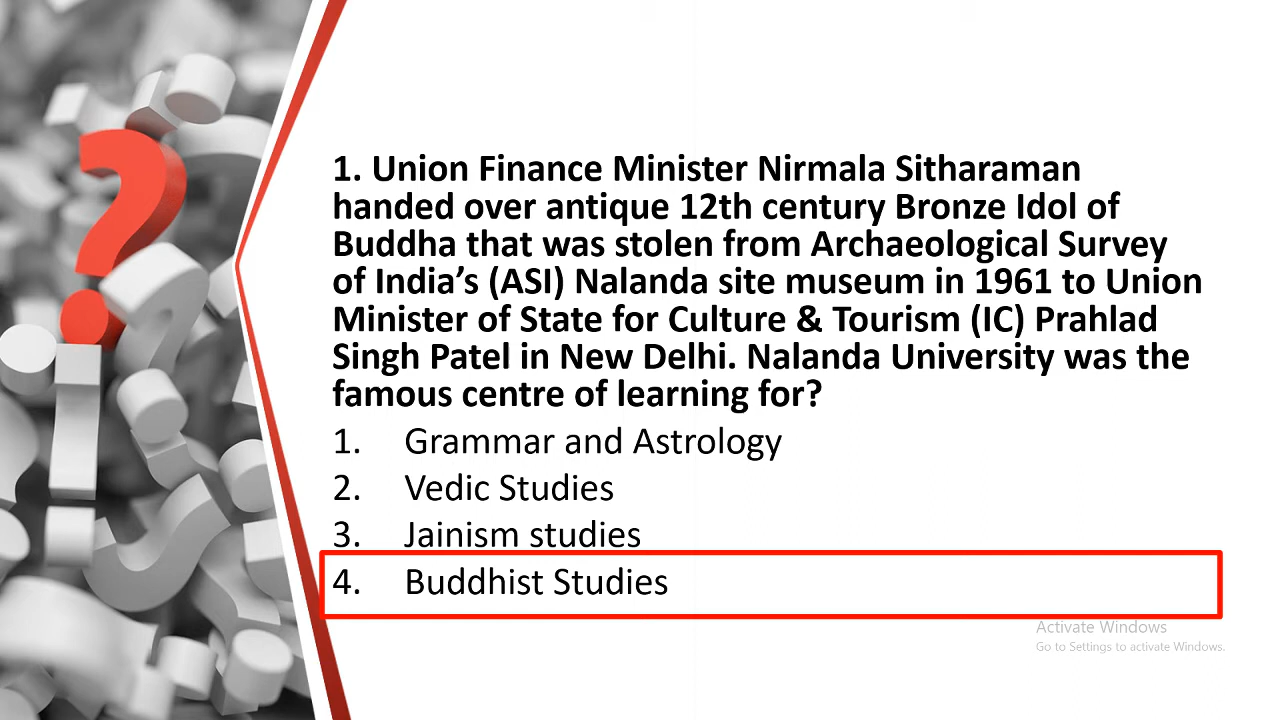 1. Union Finance Minister Nirmala Sitharaman
handed over antique 12th century Bronze Idol of
Buddha that was stolen from Archaeological Survey
of India’s (ASI) Nalanda site museum in 1961 to Union
Minister of State for Culture & Tourism (IC) Prahlad
Singh Patel in New Delhi. Nalanda University was the
famous centre of learning for?
1. Grammar and Astrology
2. Vedic Studies
3. Jainism studies
4. Buddhist Studies
Activate Windows
Go to Settings to activate Windows.